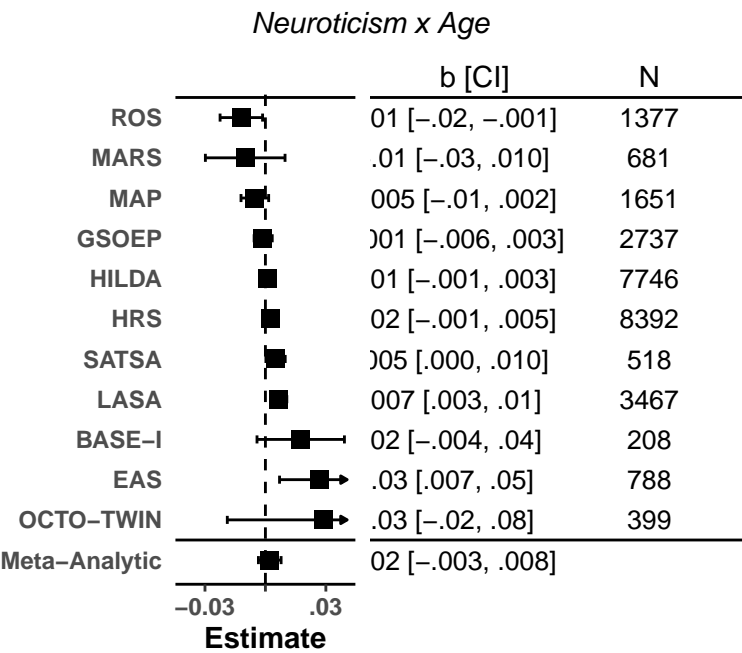 Neuroticism x Age
b [CI] N
ROS 01 [−.02, −.001] 1377
MARS .01 [−.03, .010] 681
MAP 005 [−.01, .002] 1651
GSOEP 001 [−.006, .003] 2737
HILDA 01 [−.001, .003] 7746
HRS 02 [−.001, .005] 8392
SATSA 005 [.000, .010] 518
LASA 007 [.003, .01] 3467
BASE−I 02 [−.004, .04] 208
EAS .03 [.007, .05] 788
OCTO−TWIN .03 [−.02, .08] 399
Meta−Analytic 02 [−.003, .008]
−0.03 .03
Estimate